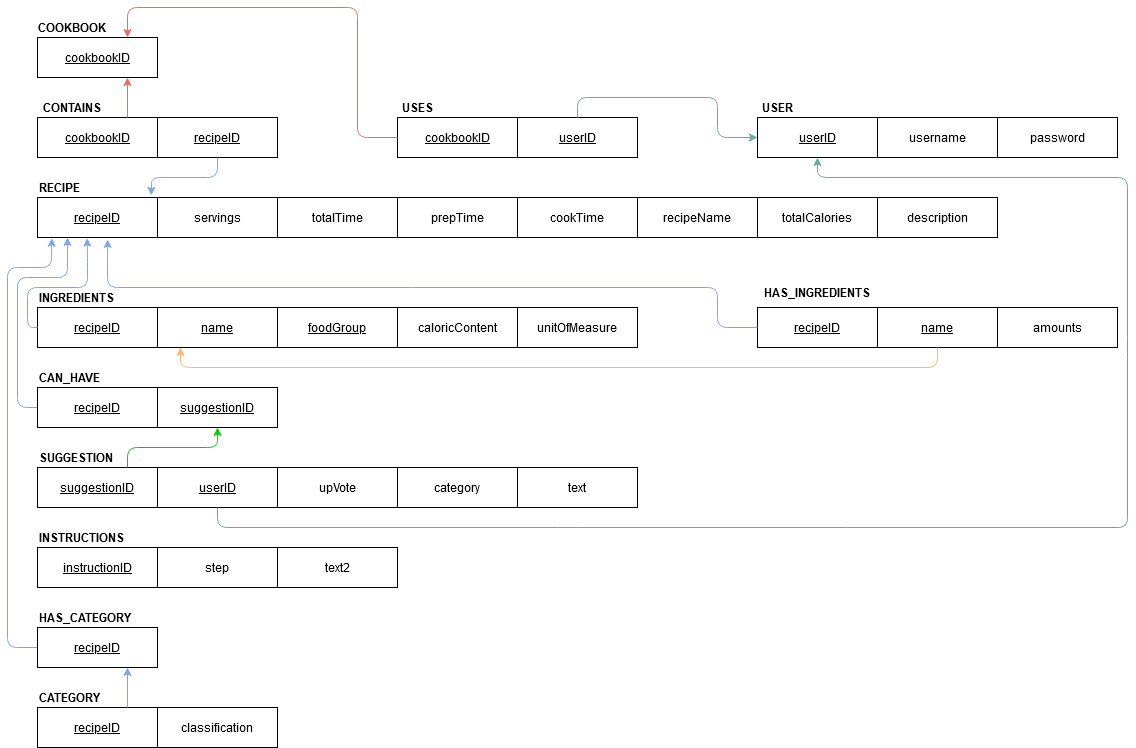 COOKBOOK
cookbookID
CONTAINS
cookbookID recipeID
USES
cookbookID userID
USER
userID username password
RECIPE
recipeID servings totalTime prepTime cookTime recipeName totalCalories description
INGREDIENTS
recipeID name foodGroup caloricContent unitOfMeasure
HAS_INGREDIENTS
recipeID name amounts
CAN_HAVE
recipeID suggestionID
SUGGESTION
suggestionID userID upVote category text
INSTRUCTIONS
instructionID step text2
HAS_CATEGORY
recipeID
CATEGORY
recipeID classification